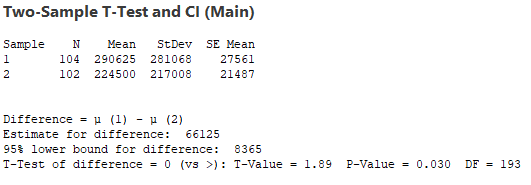 Two-Sample T-Test and CI (Main)
Sample N Mean StDev SE Mean
1 104 290625 281068 27561
2 102 224500 217008 21487
Difference = μ (1) - μ (2)
Estimate for difference: 66125
95% lower bound for difference: 8365
T-Test of difference = 0 (vs >): T-Value = 1.89 P-Value = 0.030 DF = 193